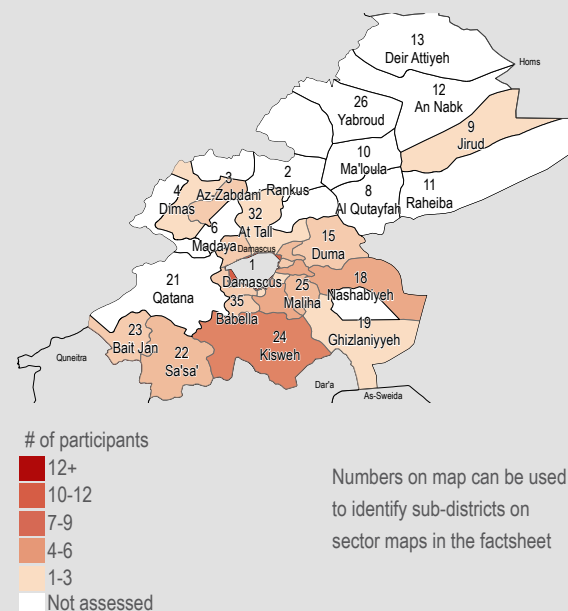 13
Deir Attiyeh
Homs
12
An Nabk
26
Yabroud
9
Jirud
10
Ma'loula
3
2
Rankus
Az-Zabdani
4
Dimas
8
Al Qutayfah
11
Raheiba
32
At Tall
6
Madaya
Damascus
15
Duma
1
Damascus
18
Nashabiyeh
21
Qatana
25
Maliha
35
Babella
19
Ghizlaniyyeh
23
Bait Jan
24
Kisweh
22
Sa'sa'
Quneitra
Dar'a
As-Sweida
# of participants
12+
10-12
7-9
4-6
1-3
Not assessed
Numbers on map can be used
to identify sub-districts on
sector maps in the factsheet